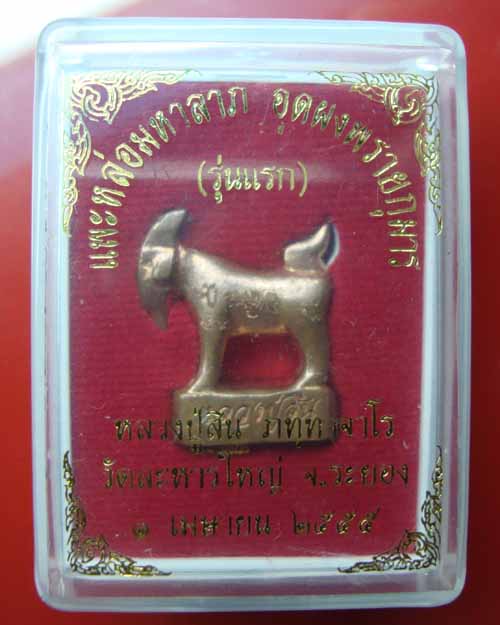 แพะหล่อมหาลาภ อุดผงพรายกุมาร
(รุ่นแรก)
หลวงปู่สิน ภทฺทาจาโร
วัดละหารใหญ่ จ.ระยอง
๑ เมษายน ๒๕๕๕